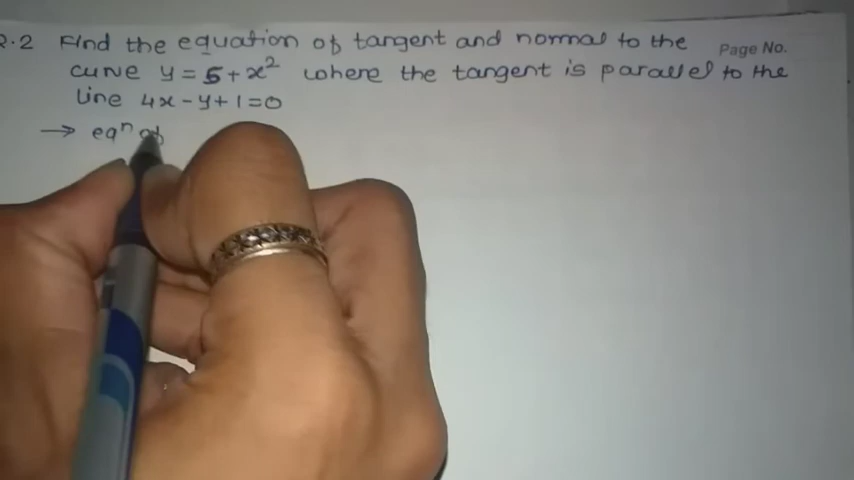 Q.2 Find the equation of tangent and normal to the
Page No.
curve y = 5 + x² where the tangent is parallel to the
line 4x - y + 1 = 0
→ eqⁿ of